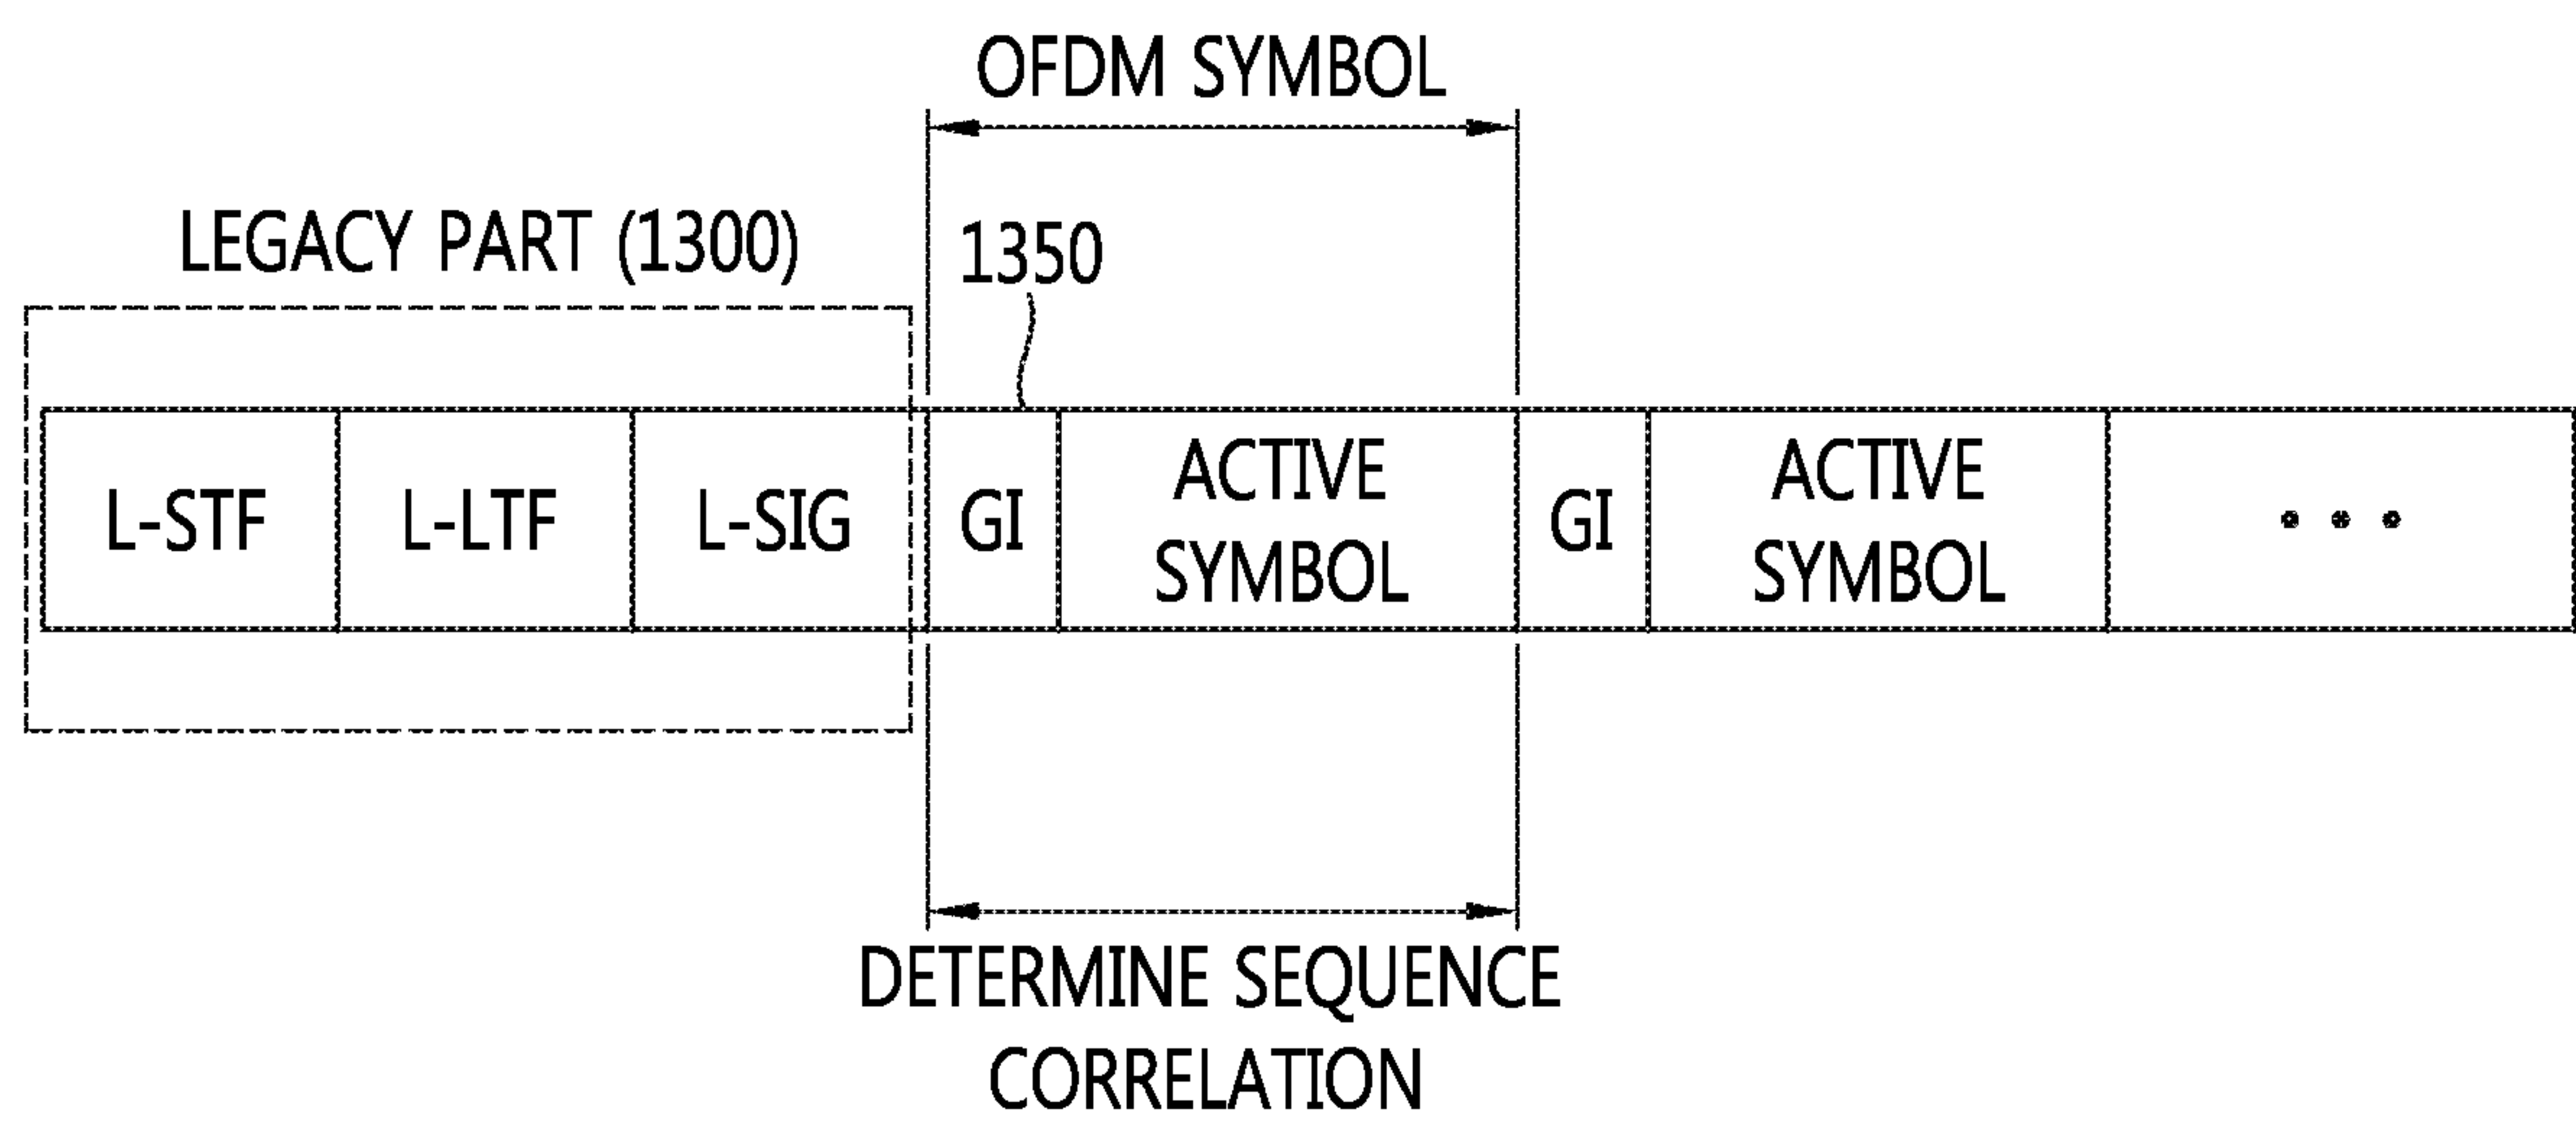 OFDM SYMBOL
LEGACY PART (1300)
1350
L-STF
L-LTF
L-SIG
GI
ACTIVE
SYMBOL
GI
ACTIVE
SYMBOL
• • •
DETERMINE SEQUENCE
CORRELATION